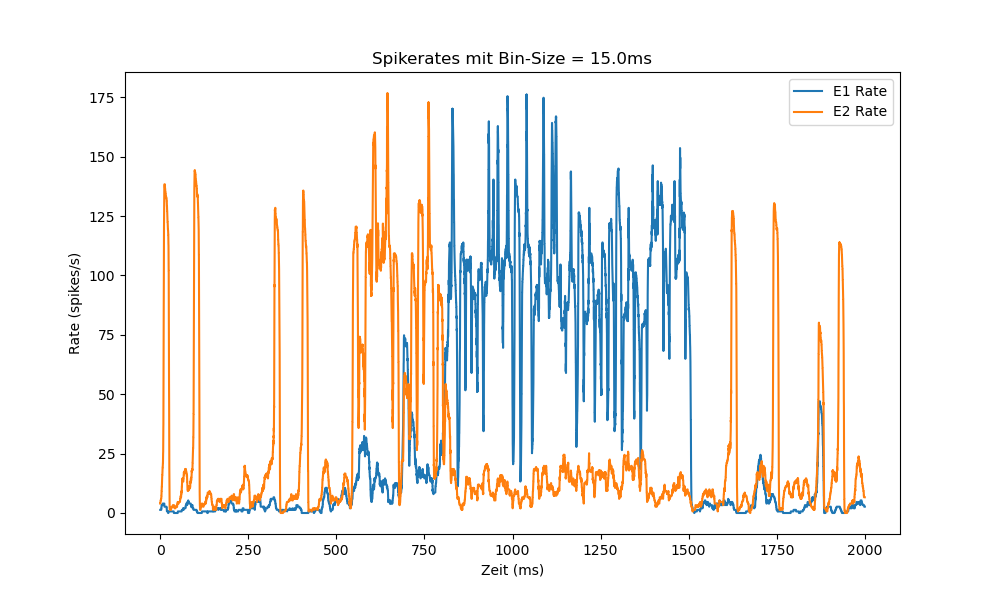 Spikerates mit Bin-Size = 15.0ms
E1 Rate
E2 Rate
Rate (spikes/s)
175
150
125
100
75
50
25
0
0 250 500 750 1000 1250 1500 1750 2000
Zeit (ms)